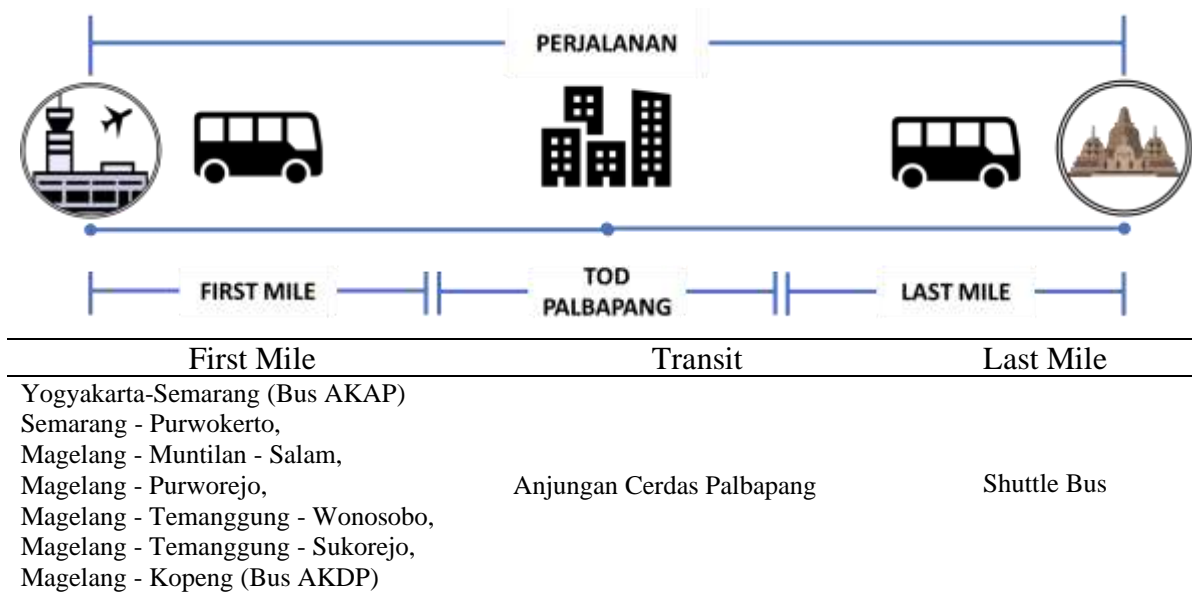 PERJALANAN
FIRST MILE
TOD
PALBAPANG
LAST MILE
First Mile Transit Last Mile
Yogyakarta-Semarang (Bus AKAP)
Semarang - Purwokerto,
Magelang - Muntilan - Salam,
Magelang - Purworejo,
Anjungan Cerdas Palbapang
Shuttle Bus
Magelang - Temanggung - Wonosobo,
Magelang - Temanggung - Sukorejo,
Magelang - Kopeng (Bus AKDP)